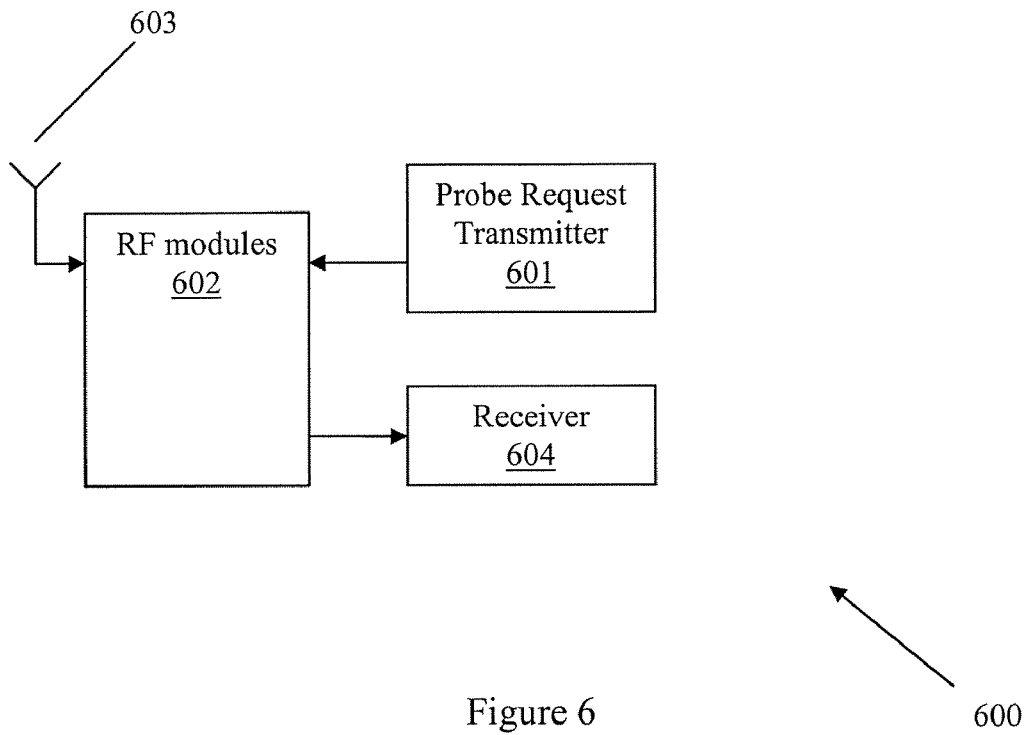 603
Probe Request
Transmitter
601
RF modules
602
Receiver
604
Figure 6
600